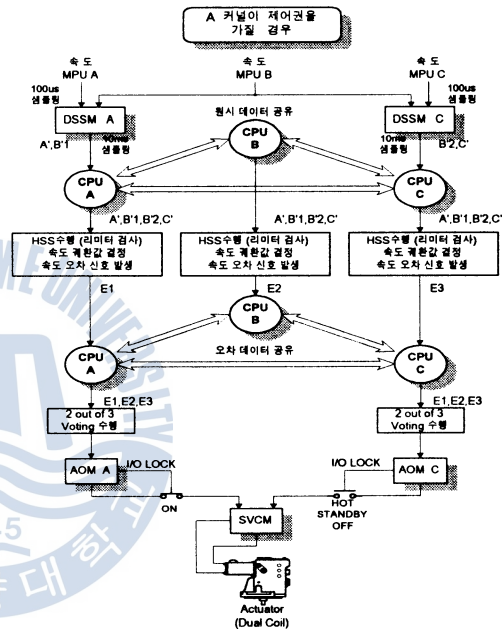 A 커널이 제어권을
가질 경우
속도
MPU A
속도
MPU B
속도
MPU C
100us
샘플링
100us
샘플링
DSSM A
원시 데이터 공유
DSSM C
10ms
샘플링
10ms
샘플링
A',B'1
B'2,C'
CPU
B
CPU
A
CPU
C
A',B'1,B'2,C'
A',B'1,B'2,C'
A',B'1,B'2,C'
HSS수행 (리미터 검사)
속도 궤환값 결정
속도 오차 신호 발생
HSS수행 (리미터 검사)
속도 궤환값 결정
속도 오차 신호 발생
HSS수행 (리미터 검사)
속도 궤환값 결정
속도 오차 신호 발생
E1
E2
E3
CPU
B
CPU
A
오차 데이터 공유
CPU
C
E1,E2,E3
E1,E2,E3
2 out of 3
Voting 수행
2 out of 3
Voting 수행
AOM A
I/O LOCK
I/O LOCK
AOM C
ON
HOT
STANDBY
OFF
SVCM
Actuator
(Dual Coil)